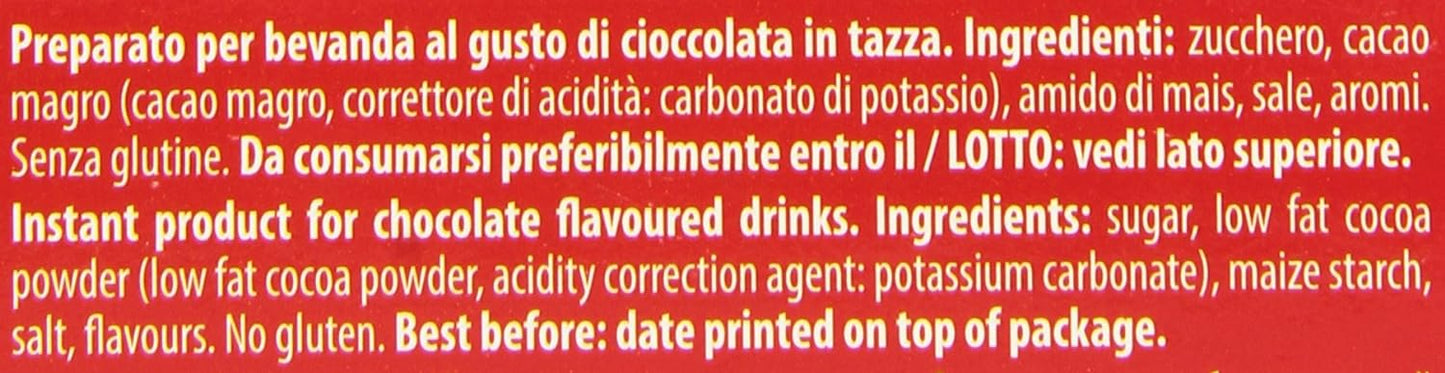 Preparato per bevanda al gusto di cioccolata in tazza. Ingredienti: zucchero, cacao
magro (cacao magro, correttore di acidità: carbonato di potassio), amido di mais, sale, aromi.
Senza glutine. Da consumarsi preferibilmente entro il / LOTTO: vedi lato superiore.
Instant product for chocolate flavoured drinks. Ingredients: sugar, low fat cocoa
powder (low fat cocoa powder, acidity correction agent: potassium carbonate), maize starch,
salt, flavours. No gluten. Best before: date printed on top of package.